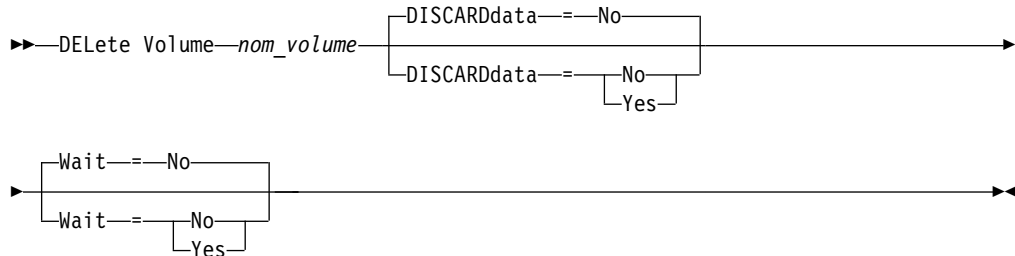 DISCARDdata = No
DELete Volume nom_volume
DISCARDdata = No
Yes
Wait = No
Wait = No
Yes